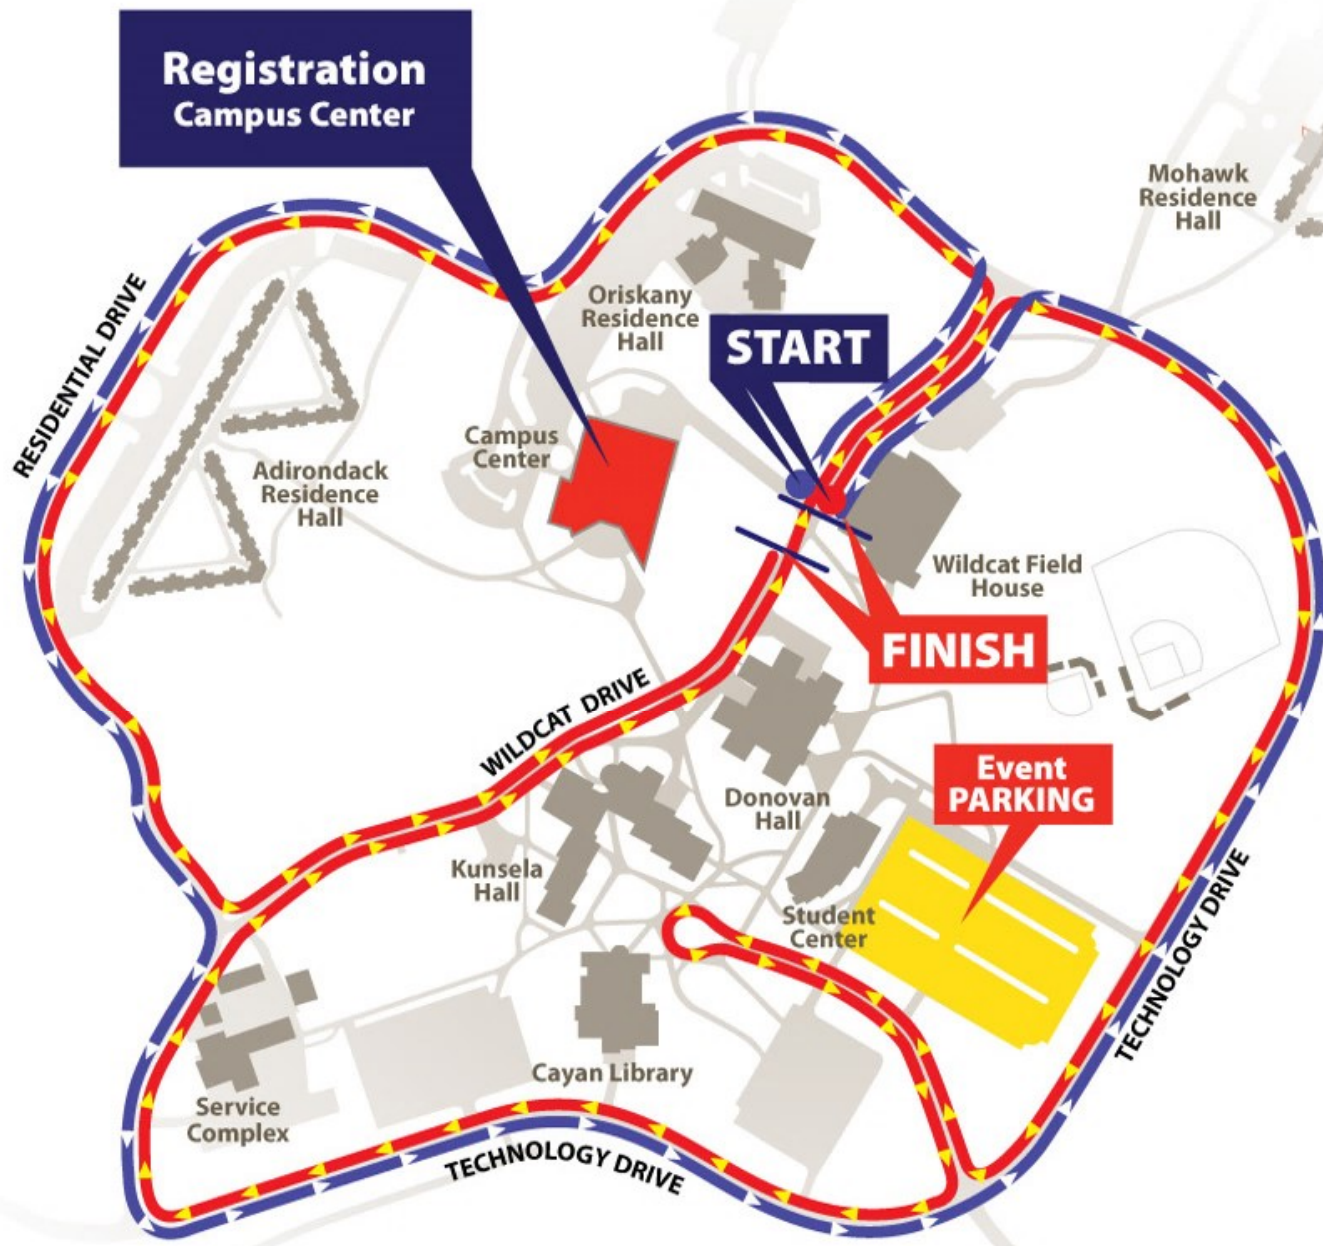 Registration
Campus Center
Mohawk
Residence
Hall
RESIDENTIAL DRIVE
Oriskany
Residence
Hall
START
Campus
Center
Adirondack
Residence
Hall
Wildcat Field
House
FINISH
WILDCAT DRIVE
Event
PARKING
Donovan
Hall
Kunsela
Hall
Student
Center
TECHNOLOGY DRIVE
Cayan Library
Service
Complex
TECHNOLOGY DRIVE